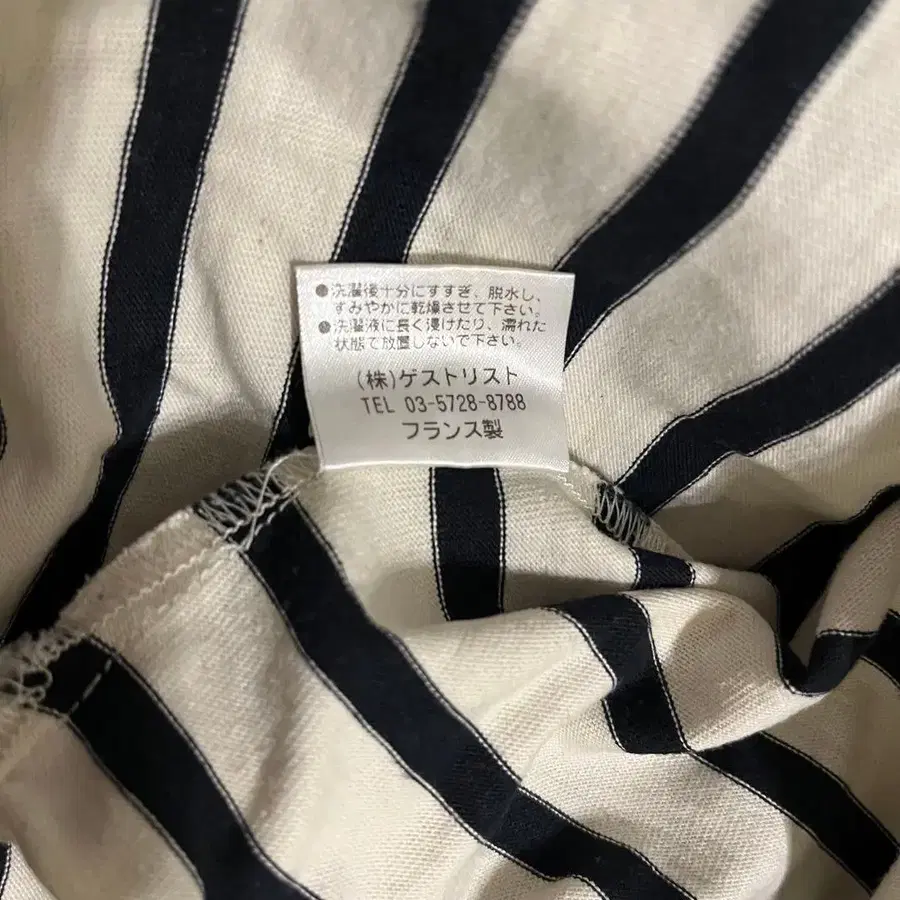 ●洗濯後十分にすすぎ、脱水し、
すみやかに乾燥させて下さい。
●洗濯液に長く浸けたり、濡れた
状態で放置しないで下さい。
(株)ゲストリスト
TEL 03-5728-8788
フランス製